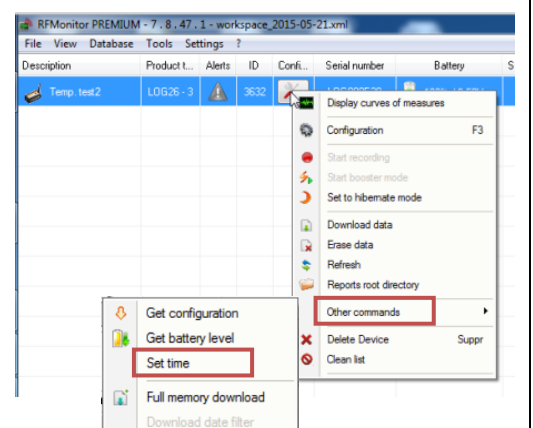 RFMonitor PREMIUM - 7 . 8 . 47 . 1 - workspace_2015-05-21.xml
File View Database Tools Settings ?
Description Product t... Alerts ID Confi... Serial number Battery S
Temp. test2 LOG26 - 3 3632
Display curves of measures
Configuration F3
Start recording
Start booster mode
Set to hibernate mode
Download data
Erase data
Refresh
Reports root directory
Other commands
Delete Device Suppr
Clean list
Get configuration
Get battery level
Set time
Full memory download
Download date filter